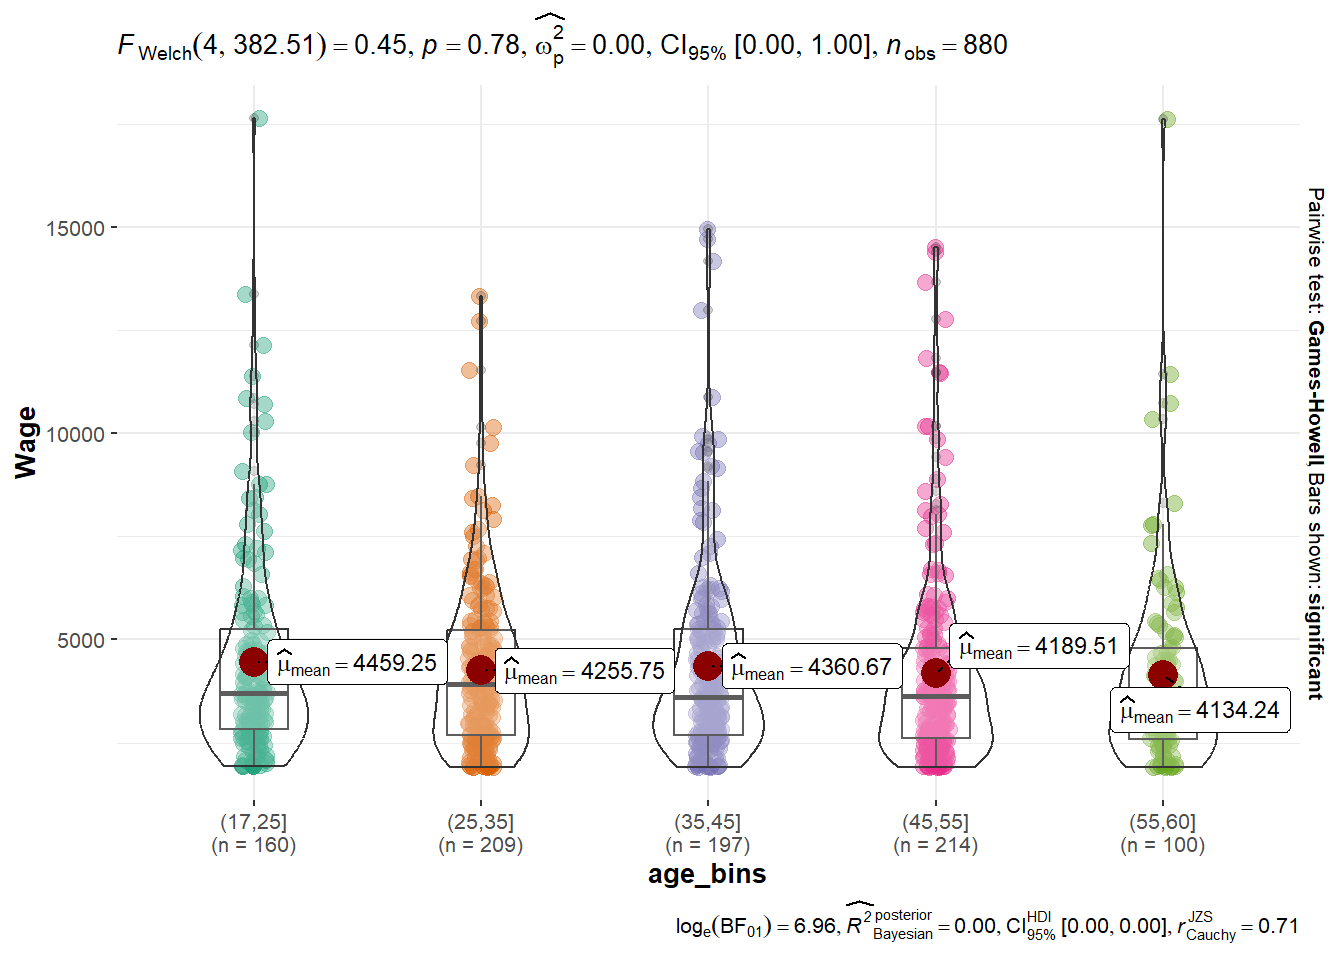 F Welch(4, 382.51) = 0.45, p = 0.78, ω̂²p = 0.00, CI95% [0.00, 1.00], nobs = 880
15000
10000
5000
Wage
μ̂mean = 4459.25
μ̂mean = 4255.75
μ̂mean = 4360.67
μ̂mean = 4189.51
μ̂mean = 4134.24
Pairwise test: Games-Howell, Bars shown: significant
(17,25]
(n = 160)
(25,35]
(n = 209)
(35,45]
(n = 197)
(45,55]
(n = 214)
(55,60]
(n = 100)
age_bins
loge(BF01) = 6.96, R̂² posterior Bayesian = 0.00, CI HDI 95% [0.00, 0.00], r JZS Cauchy = 0.71